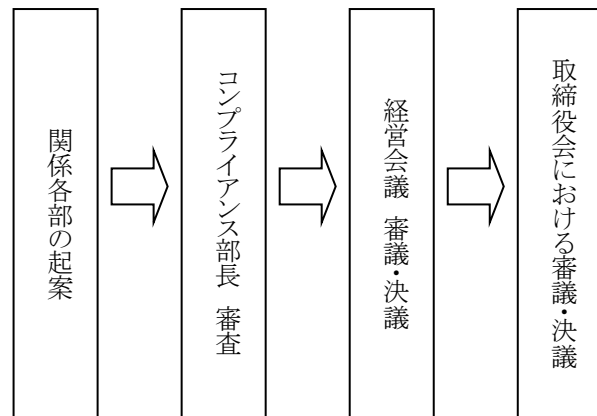 関係各部の起案
コンプライアンス部長 審査
経営会議 審議・決議
取締役会における審議・決議